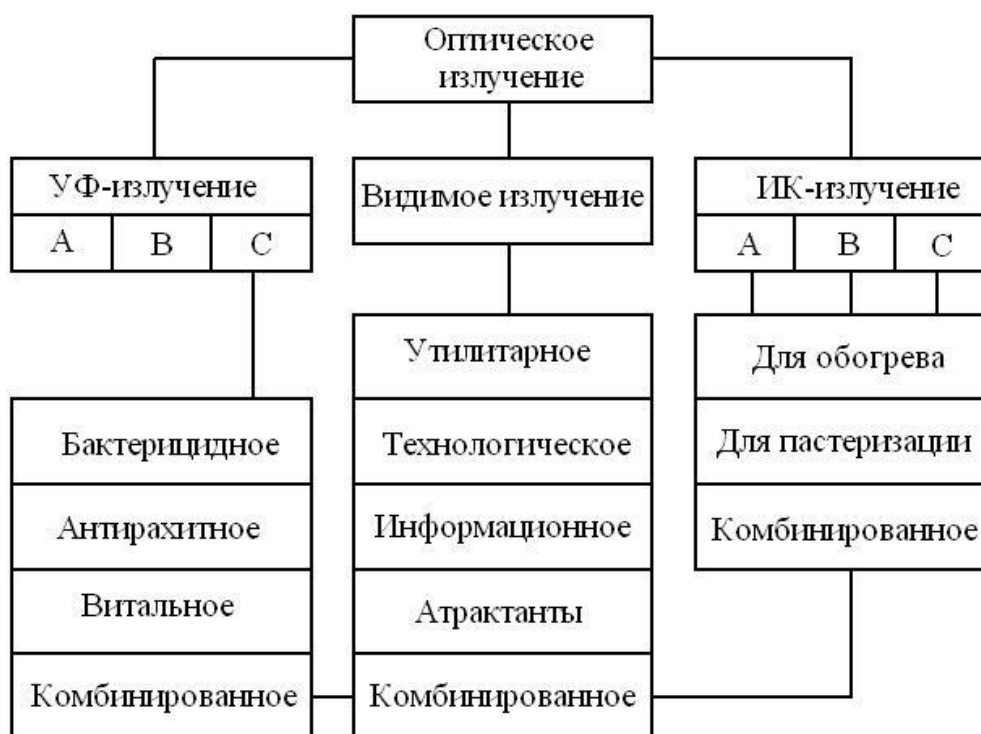 Оптическое
излучение
УФ-излучение
A B C
Видимое излучение
ИК-излучение
A B C
Бактерицидное
Антирахитное
Витальное
Комбинированное
Утилитарное
Технологическое
Информационное
Атрактанты
Комбинированное
Для обогрева
Для пастеризации
Комбинированное